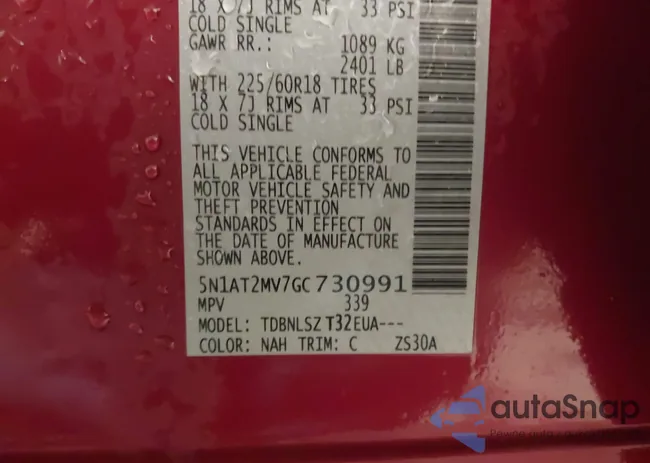 18 X 7J RIMS AT 33 PSI
COLD SINGLE
GAWR RR.: 1089 KG
2401 LB
WITH 225/60R18 TIRES
18 X 7J RIMS AT 33 PSI
COLD SINGLE
THIS VEHICLE CONFORMS TO
ALL APPLICABLE FEDERAL
MOTOR VEHICLE SAFETY AND
THEFT PREVENTION
STANDARDS IN EFFECT ON
THE DATE OF MANUFACTURE
SHOWN ABOVE.
5N1AT2MV7GC730991
MPV 339
MODEL: TDBNLSZ T32EUA---
COLOR: NAH TRIM: C ZS30A
autaSnap